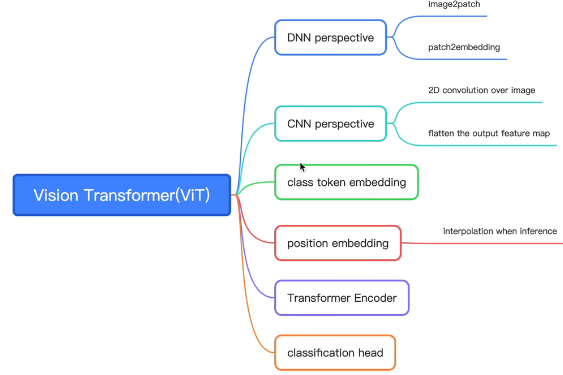 image2patch
DNN perspective
patch2embedding
2D convolution over image
CNN perspective
flatten the output feature map
class token embedding
Vision Transformer(ViT)
interpolation when inference
position embedding
Transformer Encoder
classification head